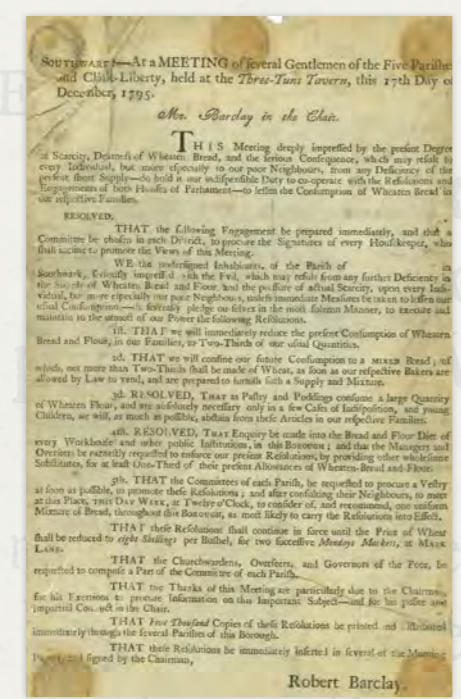 SOUTHWARK—At a MEETING of several Gentlemen of the Five Parishes
and Clink-Liberty, held at the Three-Tuns Tavern, this 17th Day of
December, 1795.
Mr. Barclay in the Chair.
THIS Meeting deeply impressed by the present Degree
of Scarcity, Dearness of Wheaten Bread, and the serious Consequence, which may result to
every Individual, but more especially to our poor Neighbours, from any Deficiency of the
present short Supply—do hold it our indispensible Duty to co-operate with the Resolutions and
Engagements of both Houses of Parliament—to lessen the Consumption of Wheaten Bread in
our respective Families.
RESOLVED,
THAT the following Engagement be prepared immediately, and that a
Committee be chosen in each District, to procure the Signatures of every Housekeeper, who
shall incline to promote the Views of this Meeting.
WE the undersigned Inhabitants, of the Parish of in
Southwark, seriously impressed with the Evil, which may result from any further Deficiency in
the Supply of Wheaten Bread and Flour, and the pressure of actual Scarcity, upon every Indi-
vidual, but more especially our poor Neighbours, unless immediate Measures be taken to lessen our
usual Consumption—do severally pledge ourselves in the most solemn Manner, to execute and
maintain to the utmost of our Power the following Resolutions.
1st. THAT we will immediately reduce the present Consumption of Wheaten
Bread and Flour, in our Families, to Two-Thirds of our usual Quantities.
2d. THAT we will confine our future Consumption to a MIXED Bread; of
which, not more than Two-Thirds shall be made of Wheat, as soon as our respective Bakers are
allowed by Law to vend, and are prepared to furnish such a Supply and Mixture.
3d. RESOLVED, THAT as Pastry and Puddings consume a large Quantity
of Wheaten Flour, and are absolutely necessary only in a few Cases of Indisposition, and young
Children, we will, as much as possible, abstain from these Articles in our respective Families.
4th. RESOLVED, THAT Enquiry be made into the Bread and Flour Diet of
every Workhouse and other public Institution, in this BOROUGH; and that the Managers and
Overseers be earnestly requested to enforce our present Resolutions, by providing other wholesome
Substitutes, for at least One-Third of their present Allowances of Wheaten-Bread and Flour.
5th. THAT the Committees of each Parish, be requested to procure a Vestry
as soon as possible, to promote these Resolutions; and after consulting their Neighbours, to meet
at this Place, THIS DAY WEEK, at Twelve o'Clock, to consider of, and recommend, one uniform
Mixture of Bread, throughout this BOROUGH, as most likely to carry the Resolutions into Effect.
THAT these Resolutions shall continue in force until the Price of Wheat
shall be reduced to eight Shillings per Bushel, for two successive Mondays Markets, at MARK
LANE.
THAT the Churchwardens, Overseers, and Governors of the Poor, be
requested to compose a Part of the Committee of each Parish.
THAT the Thanks of this Meeting are particularly due to the Chairman,
for his Exertions to procure Information on this Important Subject—and for his polite and
impartial Conduct in the Chair.
THAT Five Thousand Copies of these Resolutions be printed and distributed
immediately through the several Parishes of this Borough.
THAT these Resolutions be immediately inserted in several of the Morning
Papers, and signed by the Chairman,
Robert Barclay.